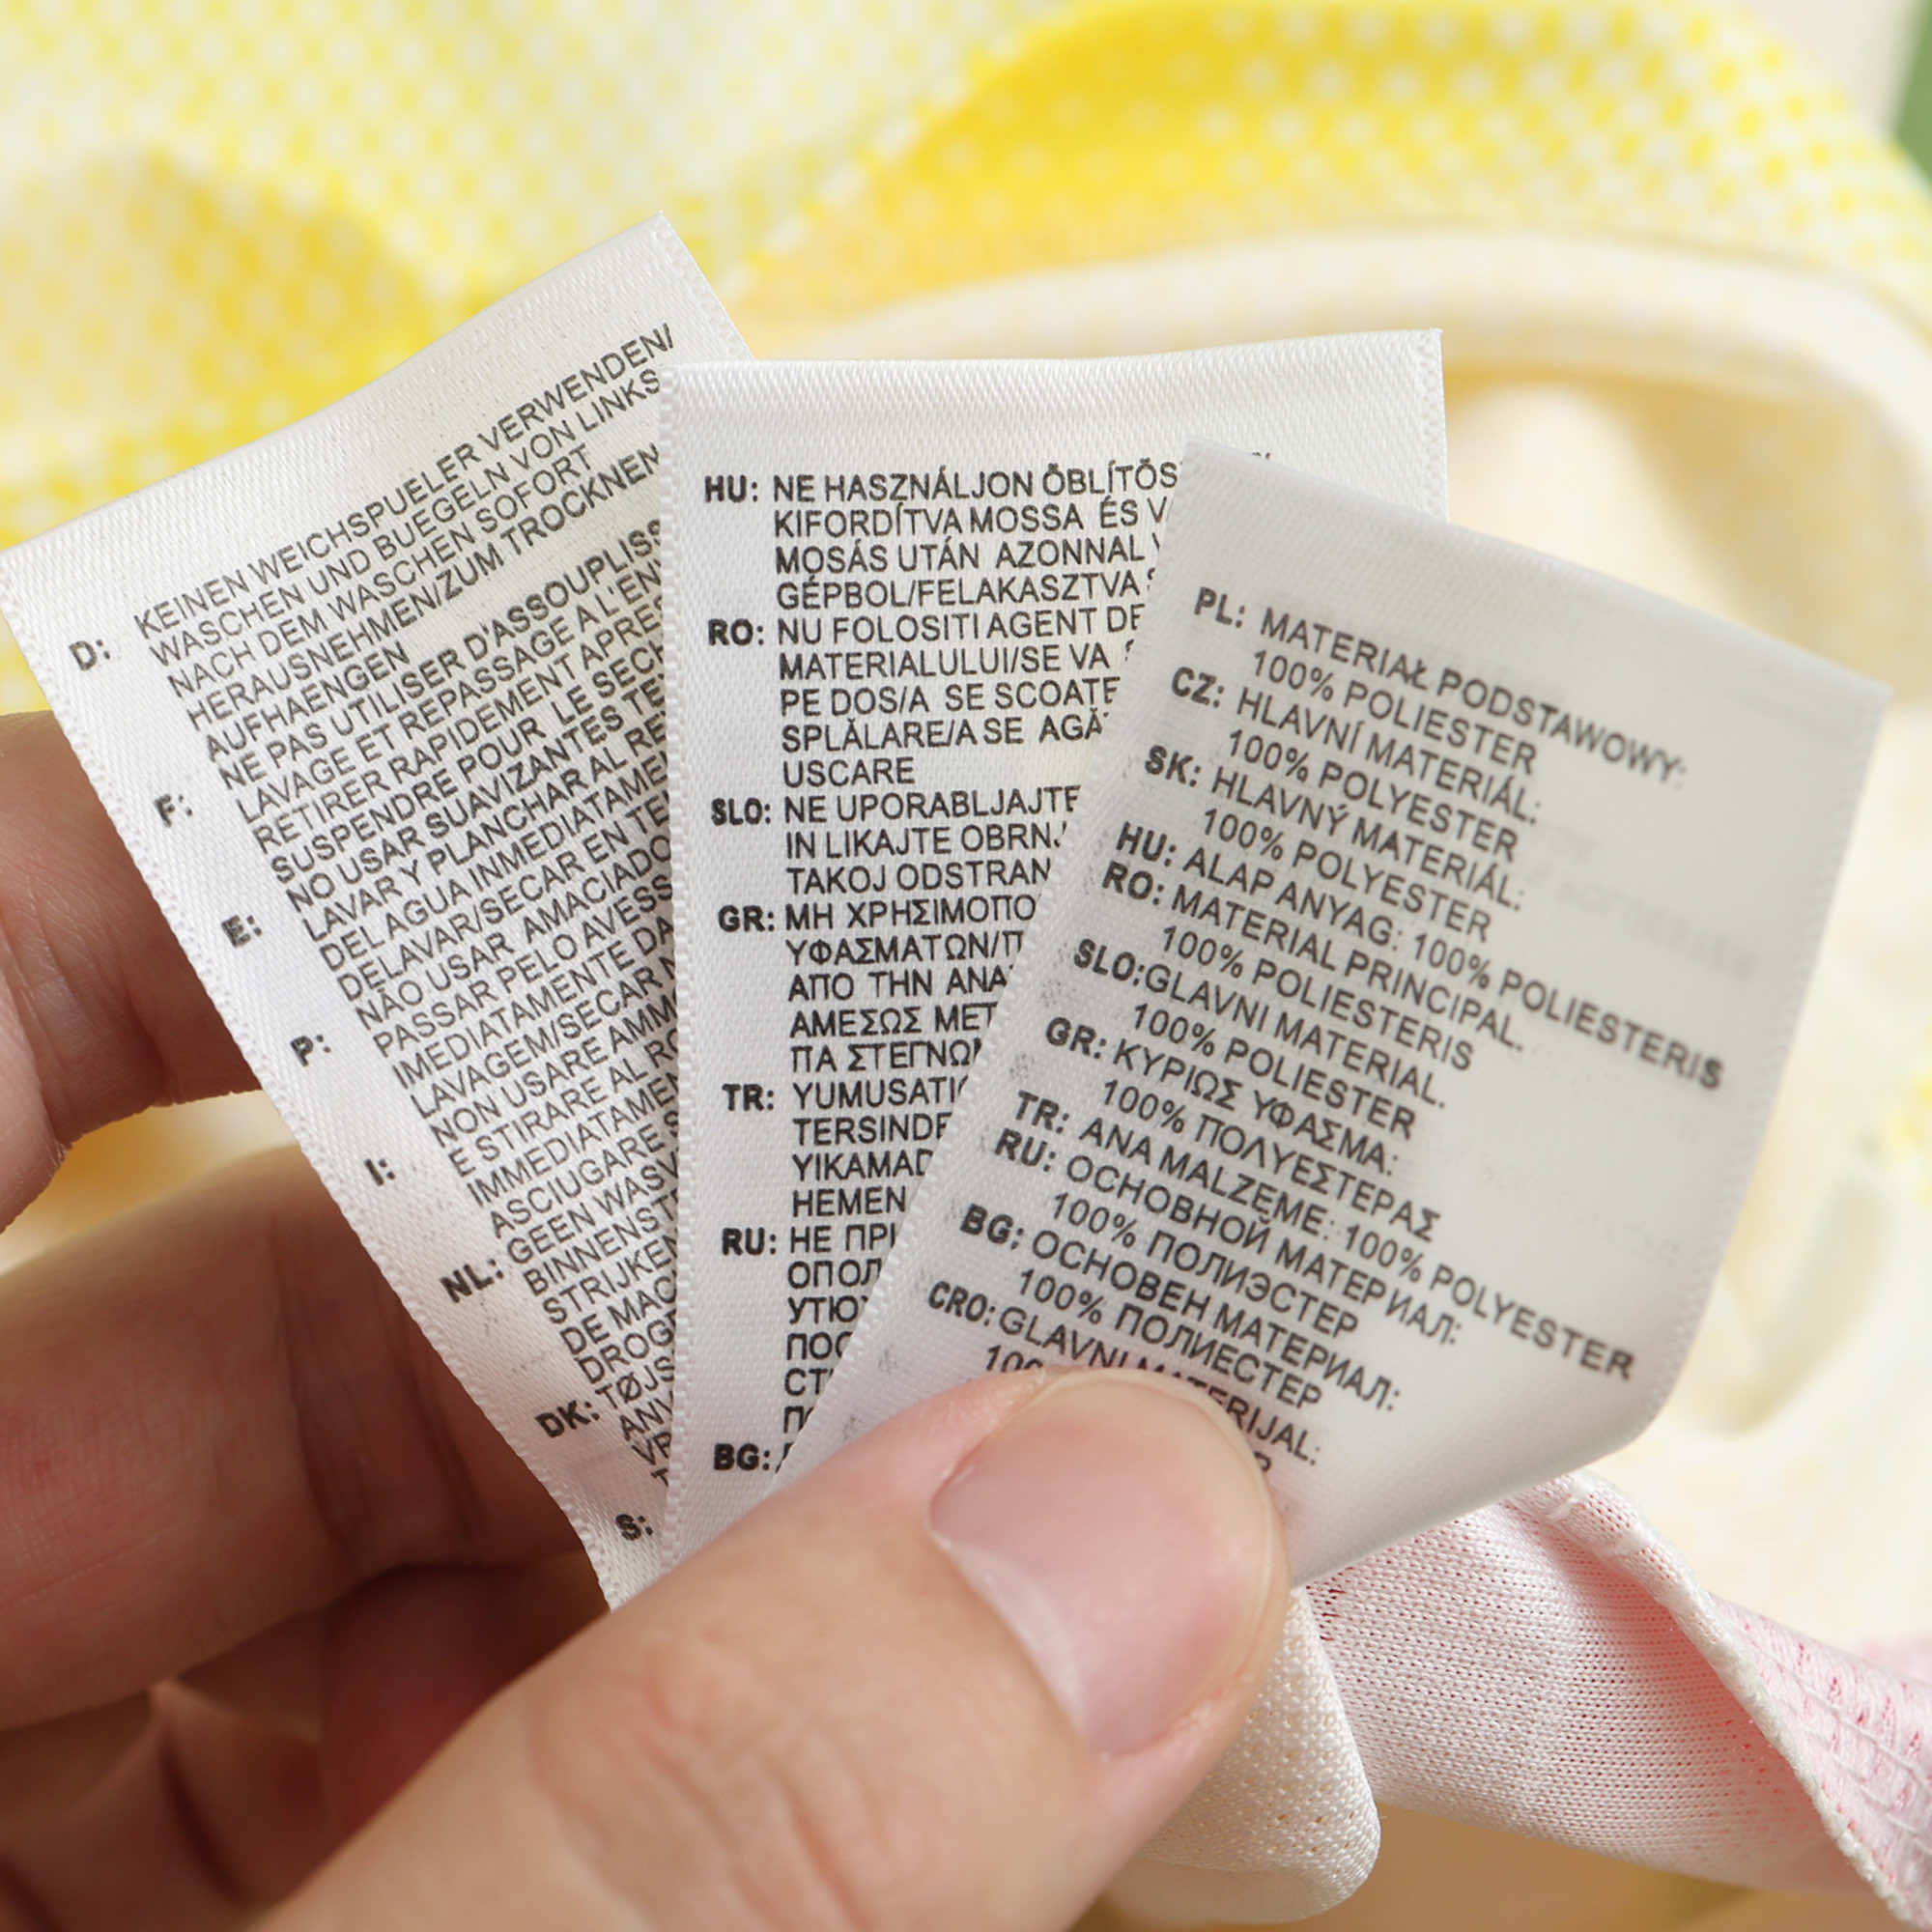 D: KEINEN WEICHSPUELER VERWENDEN/
WASCHEN UND BUEGELN VON LINKS
NACH DEM WASCHEN SOFORT
HERAUSNEHMEN/ZUM TROCKNEN
AUFHAENGEN
F: NE PAS UTILISER D'ASSOUPLISS
LAVAGE ET REPASSAGE A L'EN
RETIRER RAPIDEMENT APRES
SUSPENDRE POUR LE SECH
E: NO USAR SUAVIZANTES TE
LAVAR Y PLANCHAR AL RE
DEL AGUA INMEDIATAME
DELAVAR/SECAR EN TE
P: NÃO USAR AMACIADO
PASSAR PELO AVESS
IMEDIATAMENTE DA
LAVAGEM/SECAR N
I: NON USARE AMM
E STIRARE AL RO
IMMEDIATAMEN
ASCIUGARE S
NL: GEEN WASV
BINNENST
STRIJKEN
DE MAC
DROG
DK: TØJS
ANV
VR
S:
HU: NE HASZNÁLJON ÖBLÍTÖS
KIFORDÍTVA MOSSA ÉS V
MOSÁS UTÁN AZONNAL V
GÉPBOL/FELAKASZTVA
RO: NU FOLOSITI AGENT DE
MATERIALULUI/SE VA
PE DOS/A SE SCOATE
SPLĂLARE/A SE AGĂ
USCARE
SLO: NE UPORABLJAJTE
IN LIKAJTE OBRNJ
TAKOJ ODSTRAN
GR: ΜΗ ΧΡΗΣΙΜΟΠΟ
ΥΦΑΣΜΑΤΩΝ/Π
ΑΠΟ ΤΗΝ ΑΝΑ
ΑΜΕΣΩΣ ΜΕΤ
ΠΑ ΣΤΕΓΝΩΝ
TR: YUMUSATIC
TERSINDE
YIKAMAD
HEMEN
RU: НЕ ПРИ
ОПОЛ
УТЮ
ПОС
СТ
П
BG:
PL: MATERIAŁ PODSTAWOWY:
100% POLIESTER
CZ: HLAVNÍ MATERIÁL:
100% POLYESTER
SK: HLAVNÝ MATERIÁL:
100% POLYESTER
HU: ALAP ANYAG: 100% POLIESTERIS
RO: MATERIAL PRINCIPAL.
100% POLIESTERIS
SLO:GLAVNI MATERIAL.
100% POLIESTER
GR: ΚΥΡΙΩΣ ΥΦΑΣΜΑ:
100% ΠΟΛΥΕΣΤΕΡΑΣ
TR: ANA MALZEME: 100% POLYESTER
RU: ОСНОВНОЙ МАТЕРИАЛ:
100% ПОЛИЭСТЕР
BG: ОСНОВЕН МАТЕРИАЛ:
100% ПОЛИЕСТЕР
CRO: GLAVNI MATERIJAL:
100